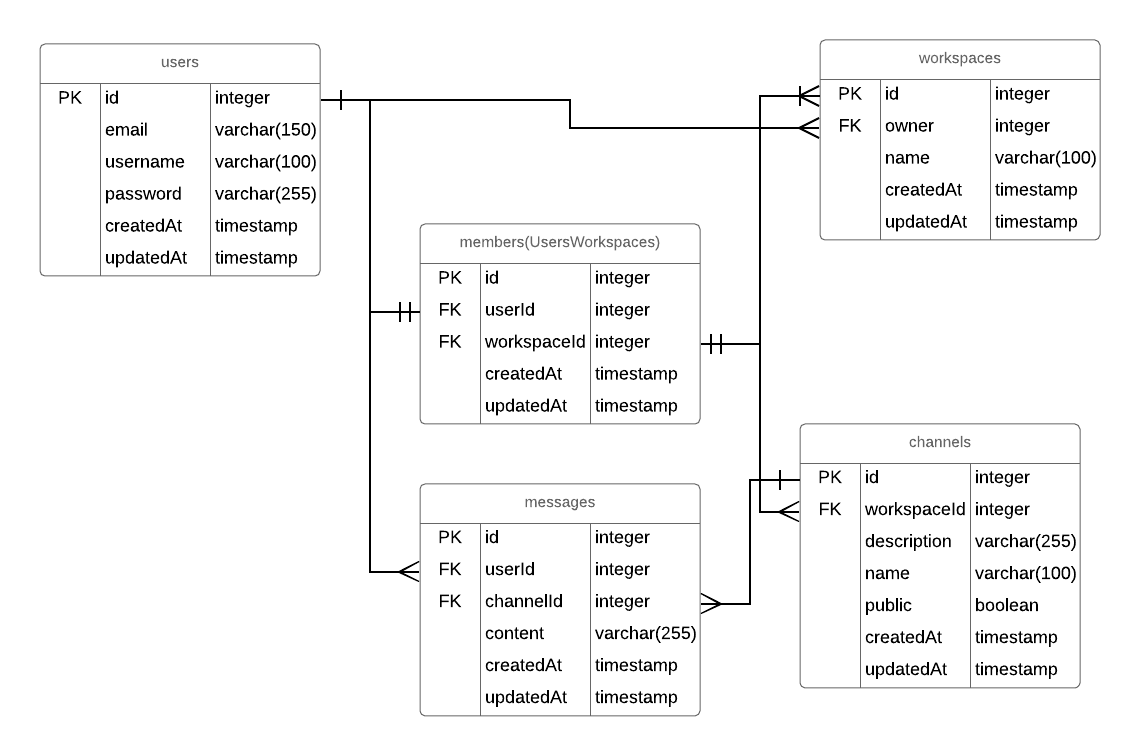 users
PK id integer
email varchar(150)
username varchar(100)
password varchar(255)
createdAt timestamp
updatedAt timestamp
workspaces
PK id integer
FK owner integer
name varchar(100)
createdAt timestamp
updatedAt timestamp
members(UsersWorkspaces)
PK id integer
FK userId integer
FK workspaceId integer
createdAt timestamp
updatedAt timestamp
channels
PK id integer
FK workspaceId integer
description varchar(255)
name varchar(100)
public boolean
createdAt timestamp
updatedAt timestamp
messages
PK id integer
FK userId integer
FK channelId integer
content varchar(255)
createdAt timestamp
updatedAt timestamp